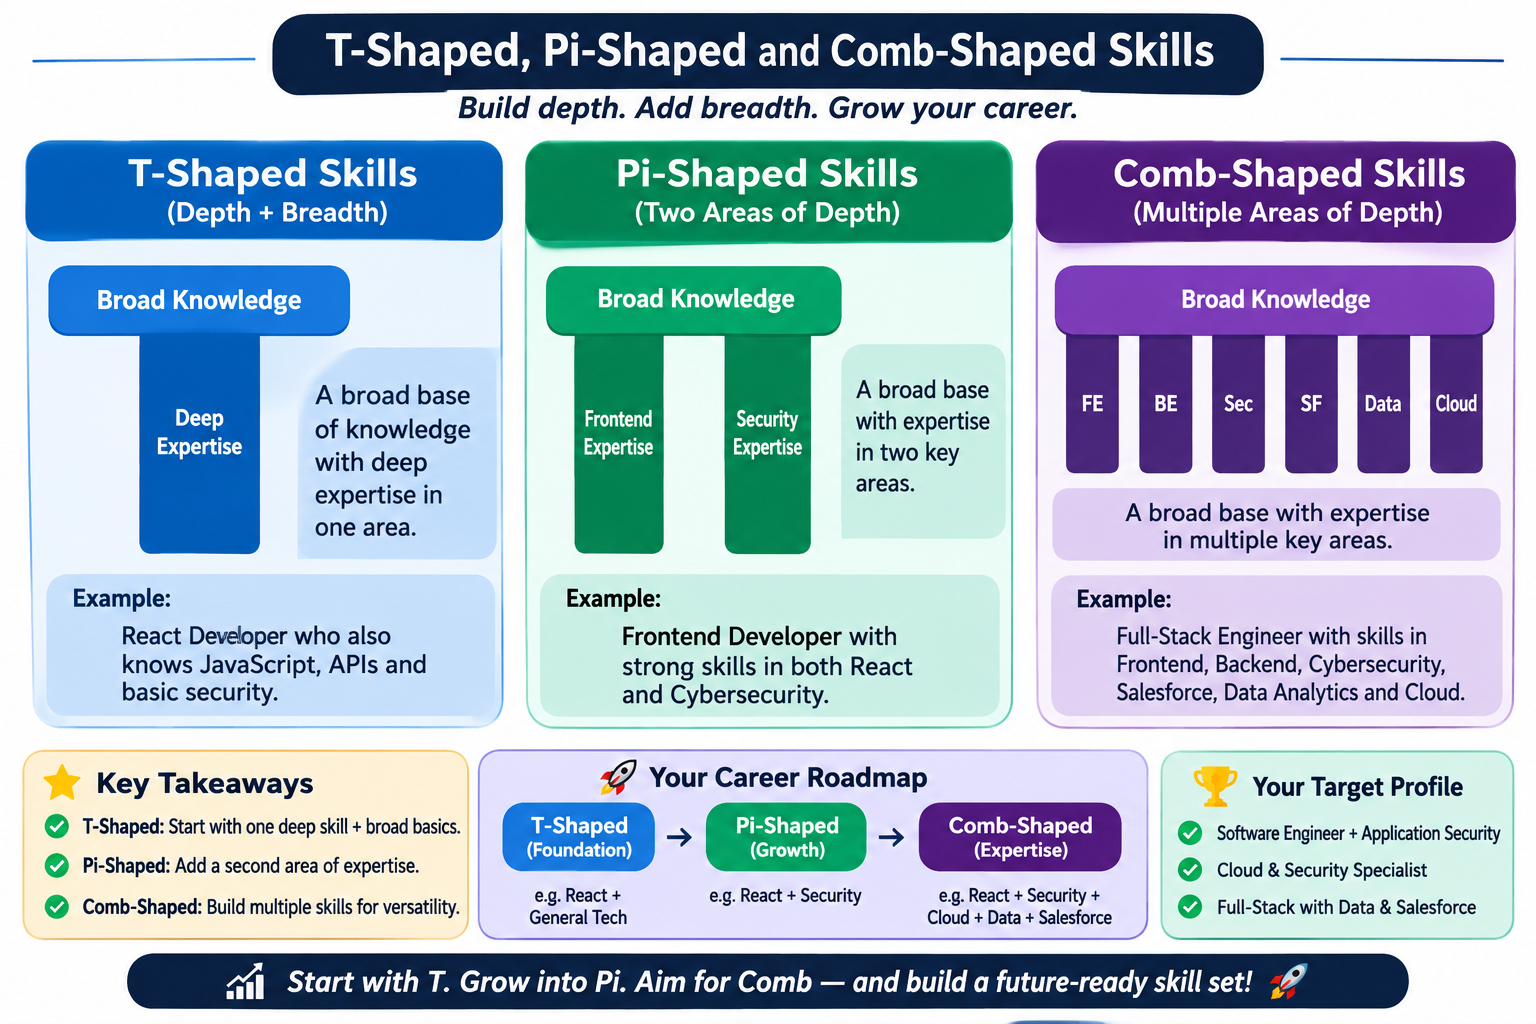 T-Shaped, Pi-Shaped and Comb-Shaped Skills
Build depth. Add breadth. Grow your career.
T-Shaped Skills
(Depth + Breadth)
Broad Knowledge
Deep
Expertise
A broad base
of knowledge
with deep
expertise in
one area.
Example:
React Developer who also
knows JavaScript, APIs and
basic security.
Pi-Shaped Skills
(Two Areas of Depth)
Broad Knowledge
Frontend
Expertise
Security
Expertise
A broad base
with expertise
in two key
areas.
Example:
Frontend Developer with
strong skills in both React
and Cybersecurity.
Comb-Shaped Skills
(Multiple Areas of Depth)
Broad Knowledge
FE
BE
Sec
SF
Data
Cloud
A broad base with expertise
in multiple key areas.
Example:
Full-Stack Engineer with skills in
Frontend, Backend, Cybersecurity,
Salesforce, Data Analytics and Cloud.
Key Takeaways
T-Shaped: Start with one deep skill + broad basics.
Pi-Shaped: Add a second area of expertise.
Comb-Shaped: Build multiple skills for versatility.
Your Career Roadmap
T-Shaped
(Foundation)
e.g. React +
General Tech
Pi-Shaped
(Growth)
e.g. React + Security
Comb-Shaped
(Expertise)
e.g. React + Security +
Cloud + Data + Salesforce
Your Target Profile
Software Engineer + Application Security
Cloud & Security Specialist
Full-Stack with Data & Salesforce
Start with T. Grow into Pi. Aim for Comb — and build a future-ready skill set!